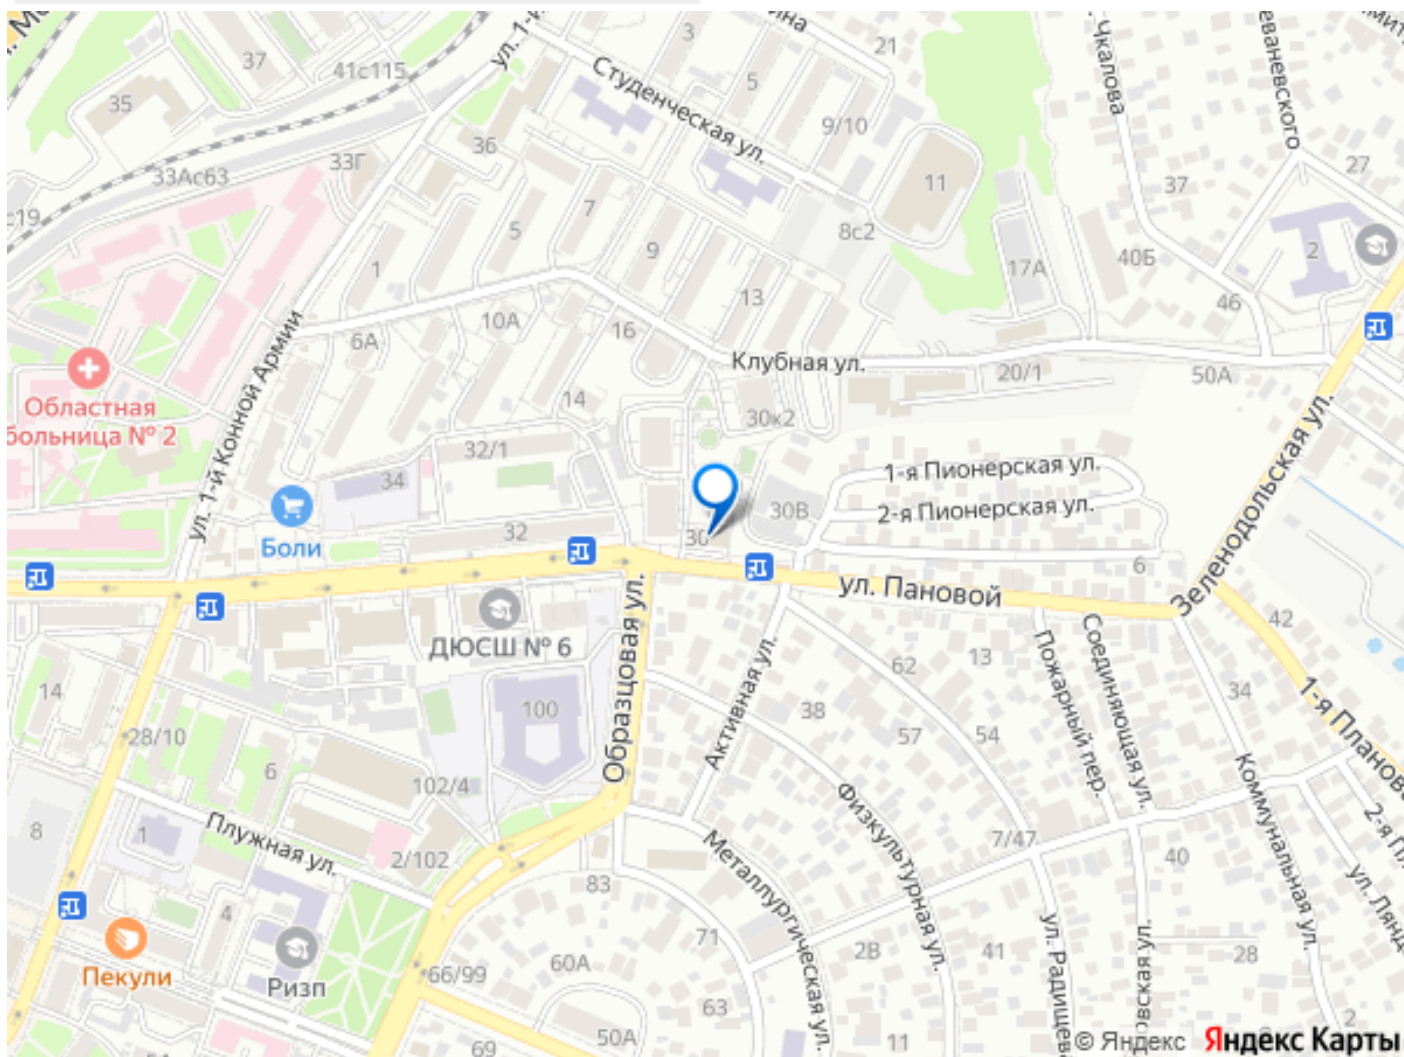 37
41с115
35
33Г
33Ас63
с19
ул. 1-й
3
5
21
Студенческая ул.
9/10
11
8с2
36
7
5
9
1
13
10А
16
6А
17А
Чкалова
37
40Б
46
27
2
Клубная ул.
20/1
50А
Областная
больница № 2
ул. 1-й Конной Армии
14
30к2
32/1
34
32
30
30В
Боли
1-я Пионерская ул.
2-я Пионерская ул.
6
Зеленодольская ул.
ул. Пановой
42
ДЮСШ № 6
Образцовая ул.
100
Активная ул.
62
13
38
57
54
Пожарный пер.
Соединяющая ул.
34
Коммунальная ул.
14
28/10
6
102/4
8
1
Плужная ул.
2/102
4
83
Металлургическая ул.
Физкультурная ул.
7/47
40
71
2В
41
28
Пекули
Ризп
66/99
60А
63
50А
69
11
2
© Яндекс
Яндекс Карты